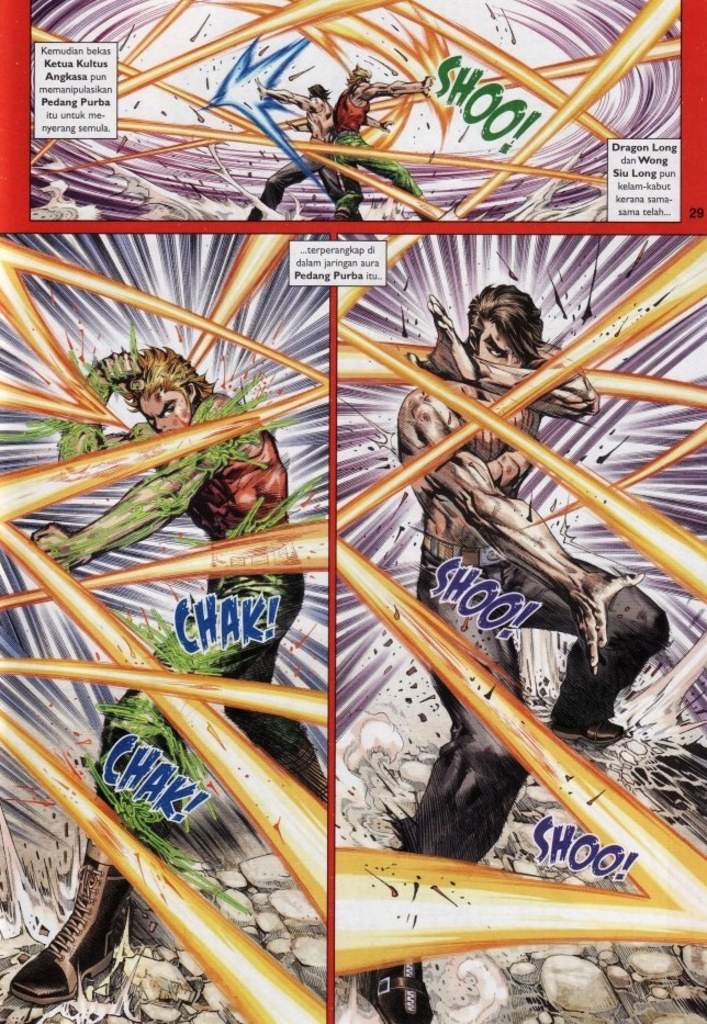 Kemudian bekas
Ketua Kultus
Angkasa pun
memanipulasikan
Pedang Purba
itu untuk me-
nyerang semula.
SHOO!
Dragon Long
dan Wong
Siu Long pun
kelam-kabut
kerana sama-
sama telah...
29
...terperangkap di
dalam jaringan aura
Pedang Purba itu..
CHAK!
CHAK!
SHOO!
SHOO!